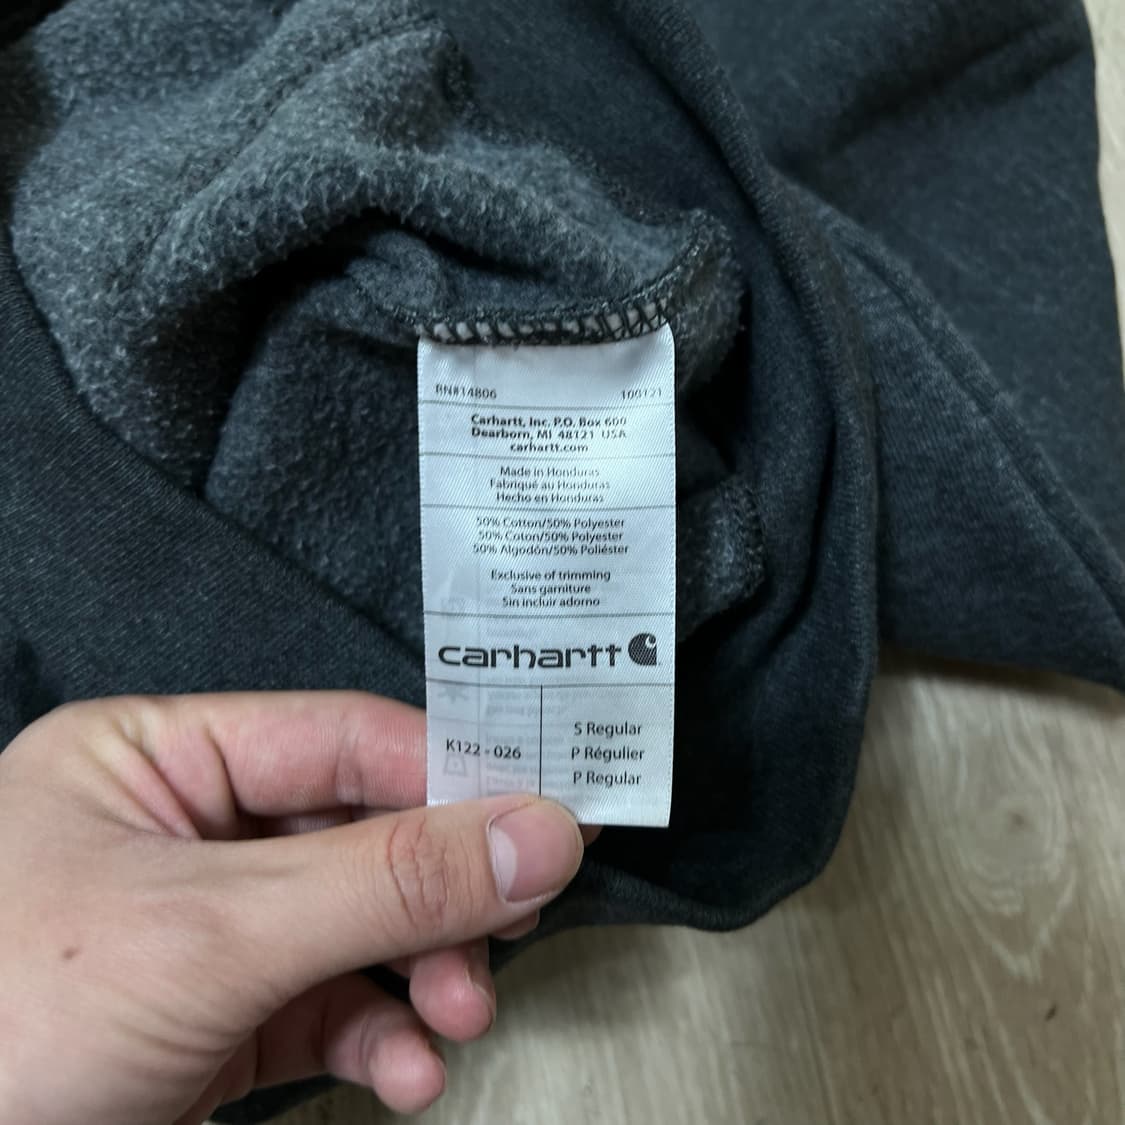 RN#14806 100121
Carhartt, Inc. P.O. Box 600
Dearborn, MI 48121 USA
carhartt.com
Made in Honduras
Fabriqué au Honduras
Hecho en Honduras
50% Cotton/50% Polyester
50% Coton/50% Polyester
50% Algodón/50% Poliéster
Exclusive of trimming
Sans garniture
Sin incluir adorno
carhartt
K122 - 026
S Regular
P Régulier
P Regular